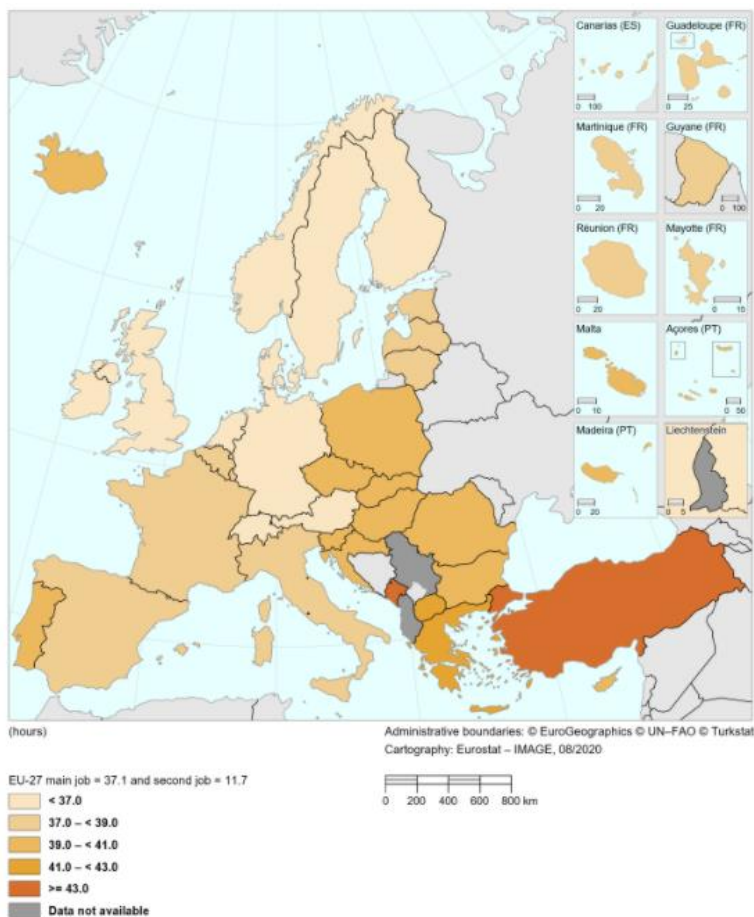 Canarias (ES)
0 100
Guadeloupe (FR)
0 25
Martinique (FR)
0 20
Guyane (FR)
0 100
Réunion (FR)
0 20
Mayotte (FR)
0 15
Malta
0 10
Açores (PT)
0 50
Madeira (PT)
0 20
Liechtenstein
0 5
(hours)
Administrative boundaries: © EuroGeographics © UN–FAO © Turkstat
Cartography: Eurostat – IMAGE, 08/2020
EU-27 main job = 37.1 and second job = 11.7
< 37.0
37.0 – < 39.0
39.0 – < 41.0
41.0 – < 43.0
>= 43.0
Data not available
0 200 400 600 800 km